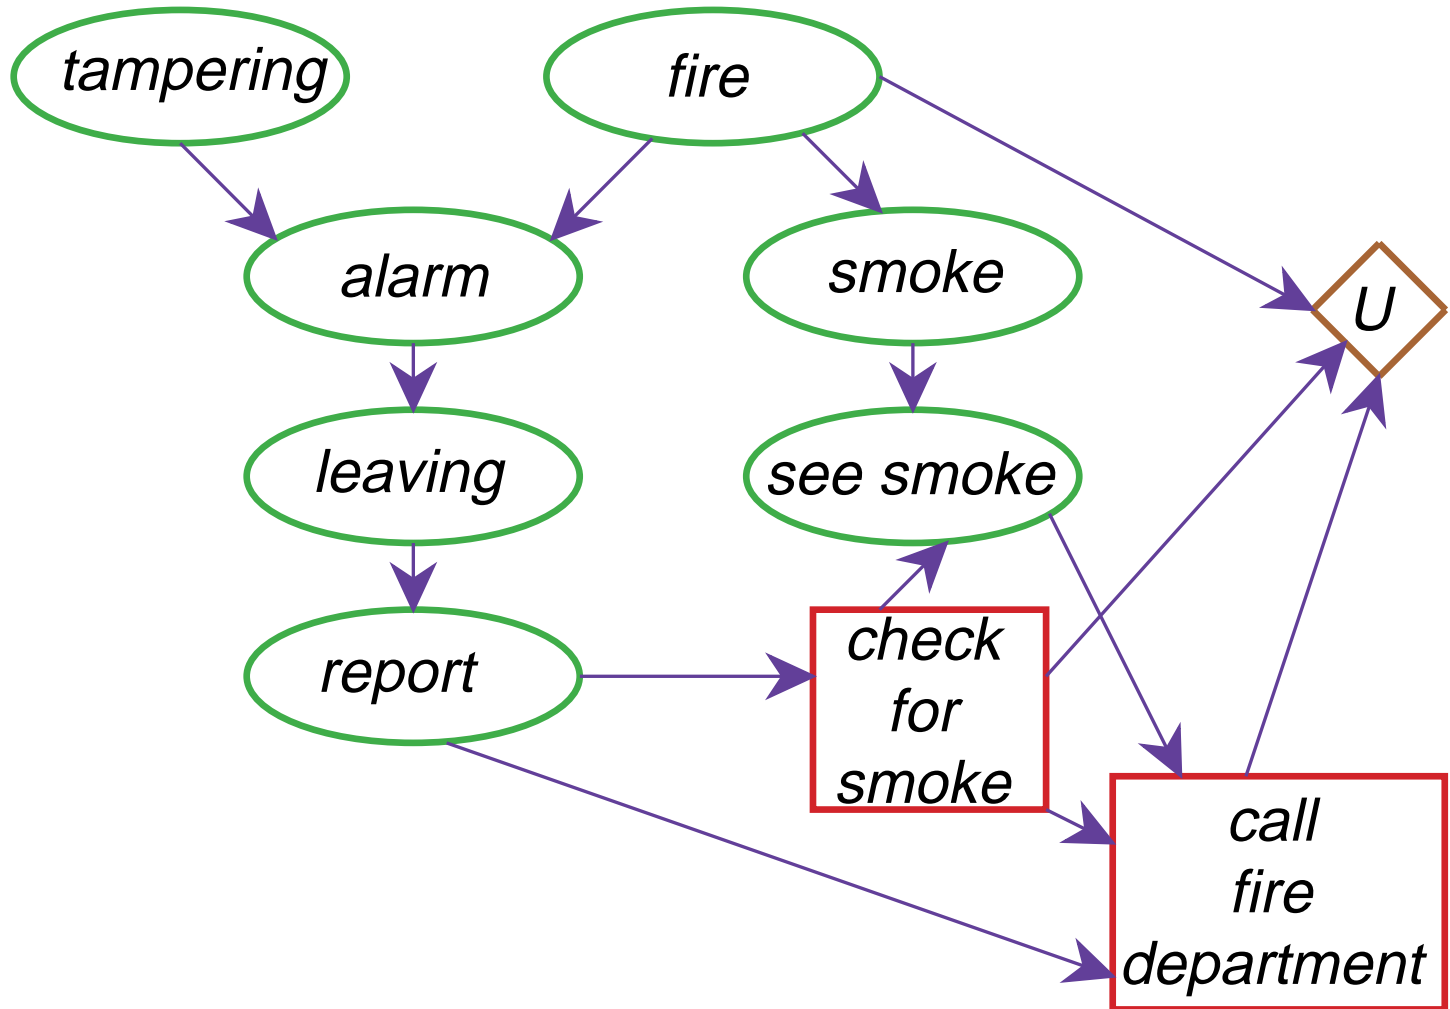 tampering
fire
alarm
smoke
U
leaving
see smoke
report
check
for
smoke
call
fire
department